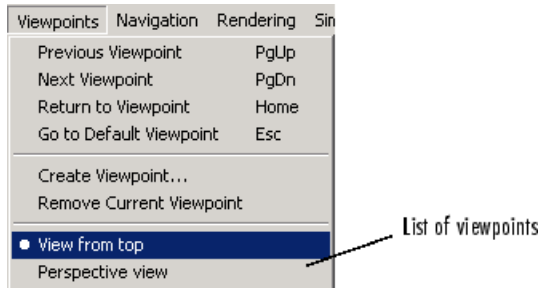 Viewpoints Navigation Rendering
Previous Viewpoint PgUp
Next Viewpoint PgDn
Return to Viewpoint Home
Go to Default Viewpoint Esc
Create Viewpoint...
Remove Current Viewpoint
View from top
Perspective view
List of viewpoints